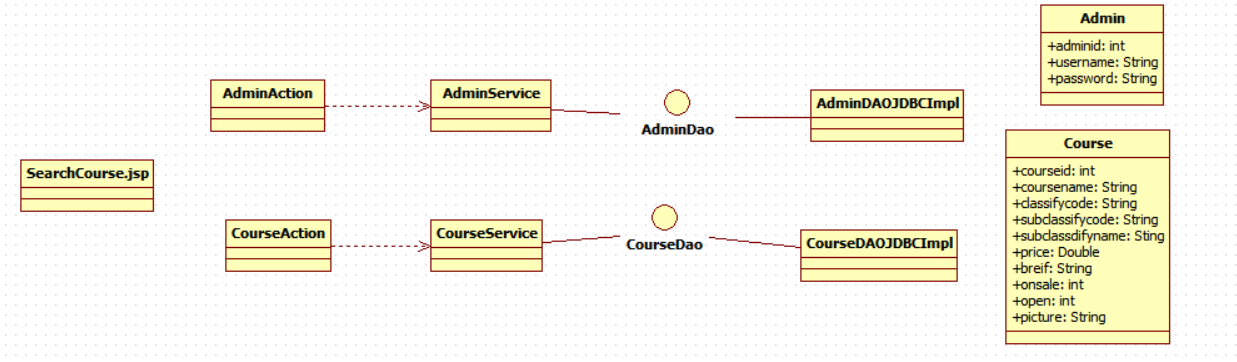 Admin
+adminid: int
+username: String
+password: String
AdminAction
AdminService
AdminDao
AdminDAOJDBCImpl
SearchCourse.jsp
CourseAction
CourseService
CourseDao
CourseDAOJDBCImpl
Course
+courseid: int
+coursename: String
+classifycode: String
+subclassifycode: String
+subclassdifyname: Sting
+price: Double
+breif: String
+onsale: int
+open: int
+picture: String